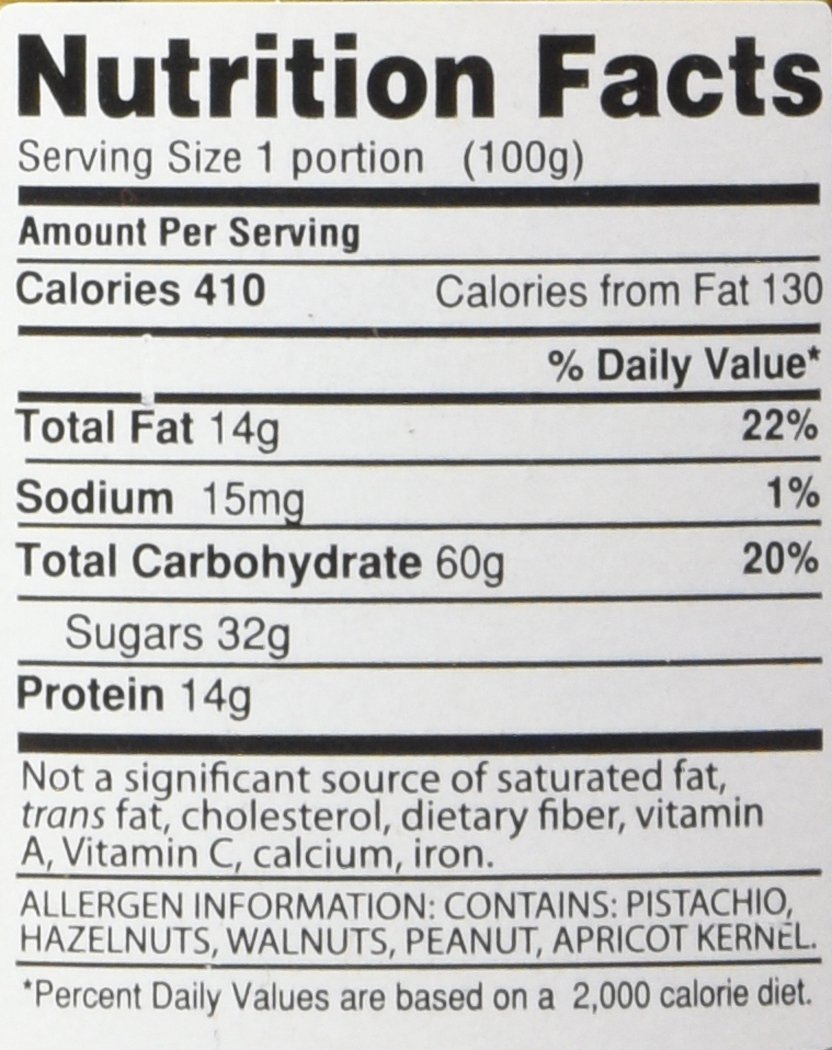 Nutrition Facts
Serving Size 1 portion (100g)
Amount Per Serving
Calories 410 Calories from Fat 130
% Daily Value*
Total Fat 14g 22%
Sodium 15mg 1%
Total Carbohydrate 60g 20%
Sugars 32g
Protein 14g
Not a significant source of saturated fat,
trans fat, cholesterol, dietary fiber, vitamin
A, Vitamin C, calcium, iron.
ALLERGEN INFORMATION: CONTAINS: PISTACHIO,
HAZELNUTS, WALNUTS, PEANUT, APRICOT KERNEL.
*Percent Daily Values are based on a 2,000 calorie diet.